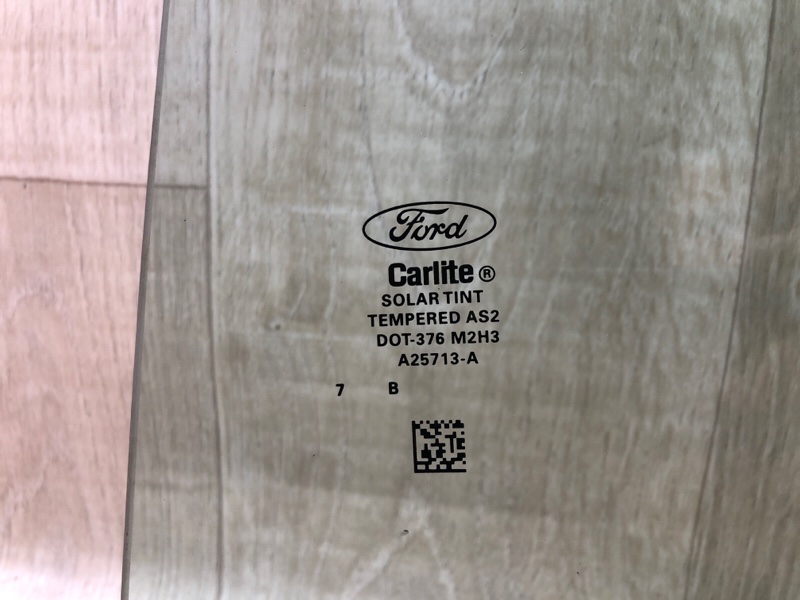 Ford
Carlite®
SOLAR TINT
TEMPERED AS2
DOT-376 M2H3
A25713-A
7 B